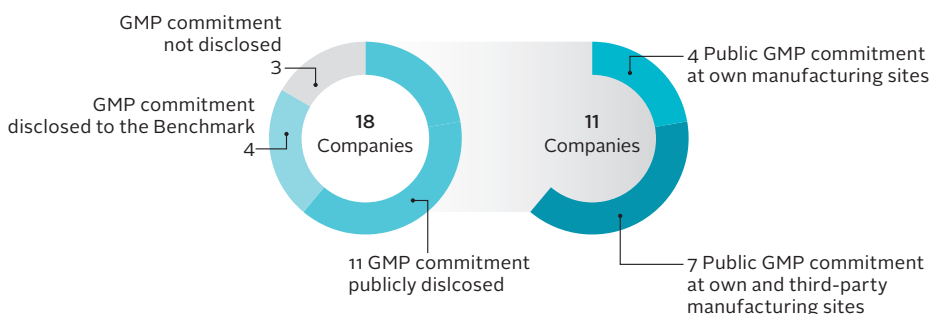 GMP commitment
not disclosed
3
GMP commitment
disclosed to the Benchmark
4
18
Companies
11 GMP commitment
publicly dislcosed
11
Companies
4 Public GMP commitment
at own manufacturing sites
7 Public GMP commitment
at own and third-party
manufacturing sites